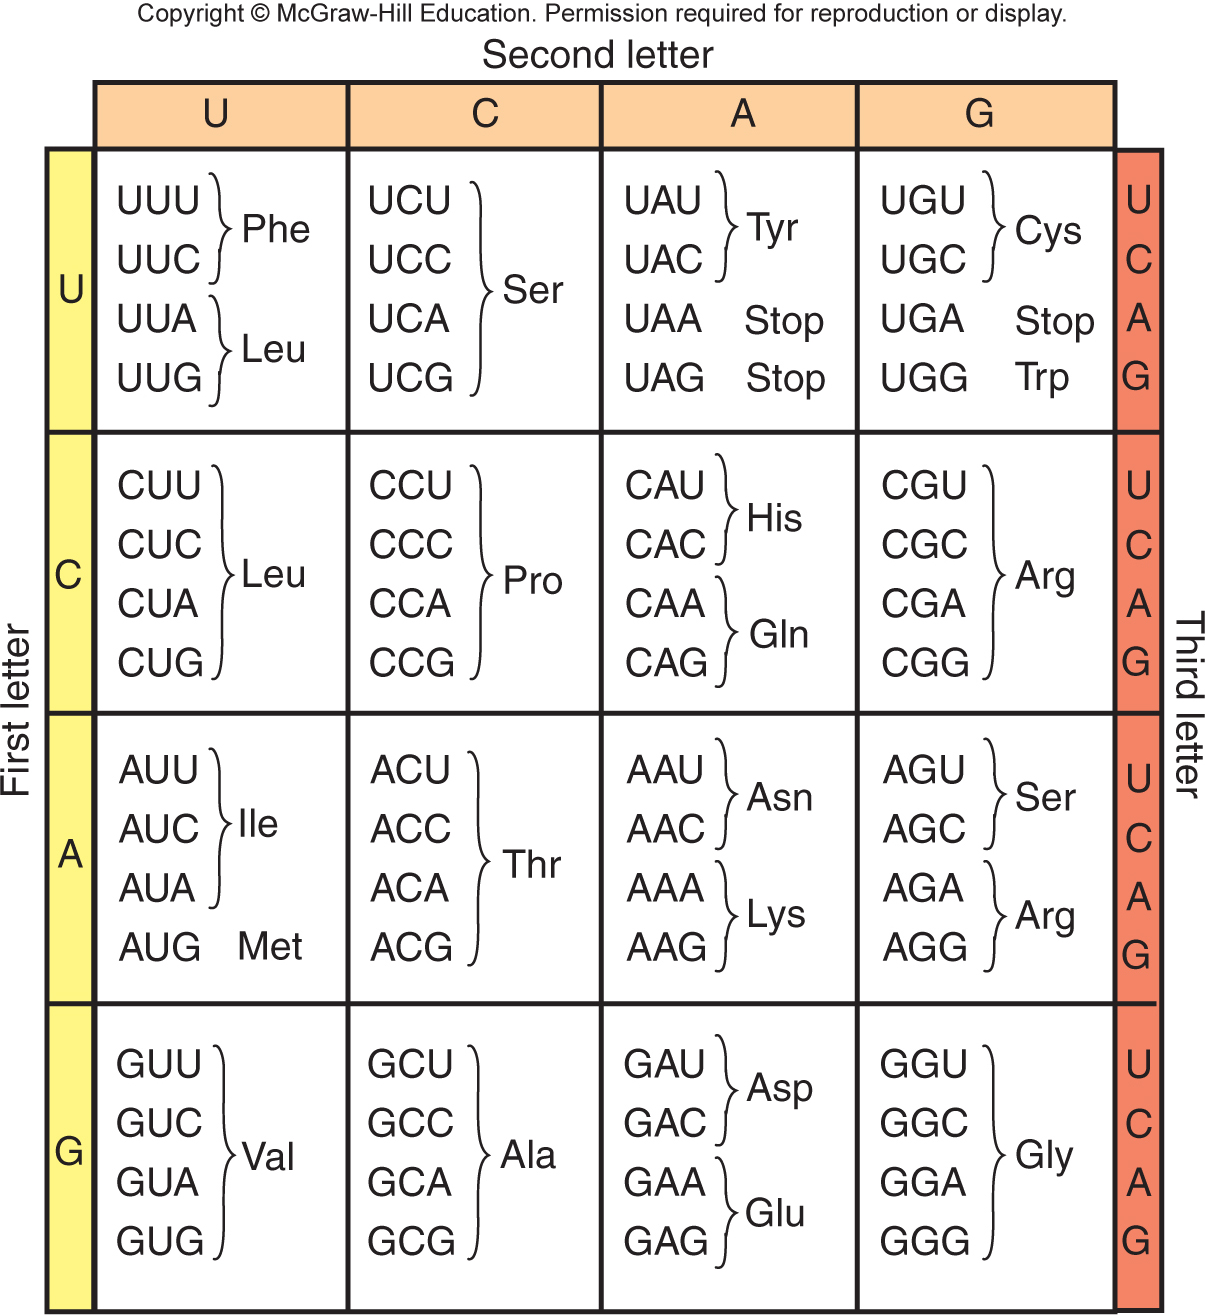 Copyright © McGraw-Hill Education. Permission required for reproduction or display.
Second letter
U C A G
First letter
Third letter
U
UUU UUC Phe
UUA UUG Leu
UCU UCC UCA UCG Ser
UAU UAC Tyr
UAA Stop
UAG Stop
UGU UGC Cys
UGA Stop
UGG Trp
U C A G
C
CUU CUC CUA CUG Leu
CCU CCC CCA CCG Pro
CAU CAC His
CAA CAG Gln
CGU CGC CGA CGG Arg
U C A G
A
AUU AUC AUA Ile
AUG Met
ACU ACC ACA ACG Thr
AAU AAC Asn
AAA AAG Lys
AGU AGC Ser
AGA AGG Arg
U C A G
G
GUU GUC GUA GUG Val
GCU GCC GCA GCG Ala
GAU GAC Asp
GAA GAG Glu
GGU GGC GGA GGG Gly
U C A G